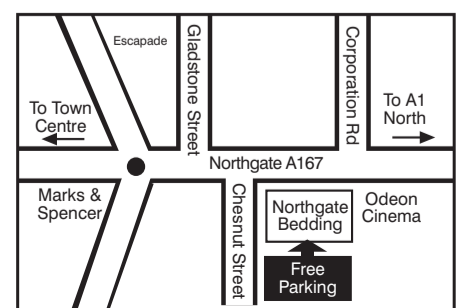 Escapade
Gladstone Street
Corporation Rd
To Town
Centre
To A1
North
Northgate A167
Marks &
Spencer
Chesnut Street
Northgate
Bedding
Odeon
Cinema
Free
Parking